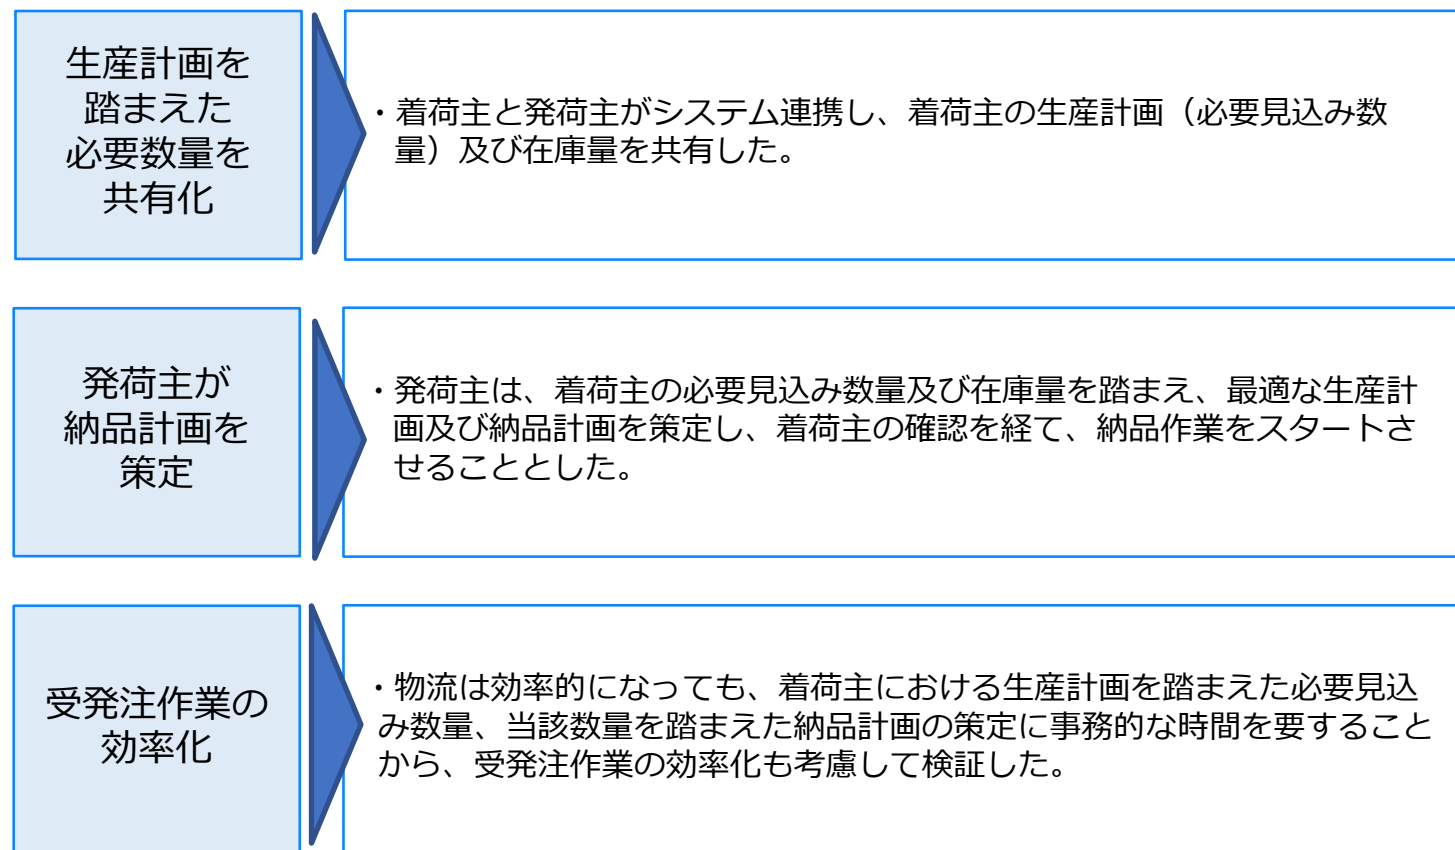 生産計画を
踏まえた
必要数量を
共有化
・着荷主と発荷主がシステム連携し、着荷主の生産計画（必要見込み数
量）及び在庫量を共有した。
発荷主が
納品計画を
策定
・発荷主は、着荷主の必要見込み数量及び在庫量を踏まえ、最適な生産計
画及び納品計画を策定し、着荷主の確認を経て、納品作業をスタートさ
せることとした。
受発注作業の
効率化
・物流は効率的になっても、着荷主における生産計画を踏まえた必要見込
み数量、当該数量を踏まえた納品計画の策定に事務的な時間を要すること
から、受発注作業の効率化も考慮して検証した。